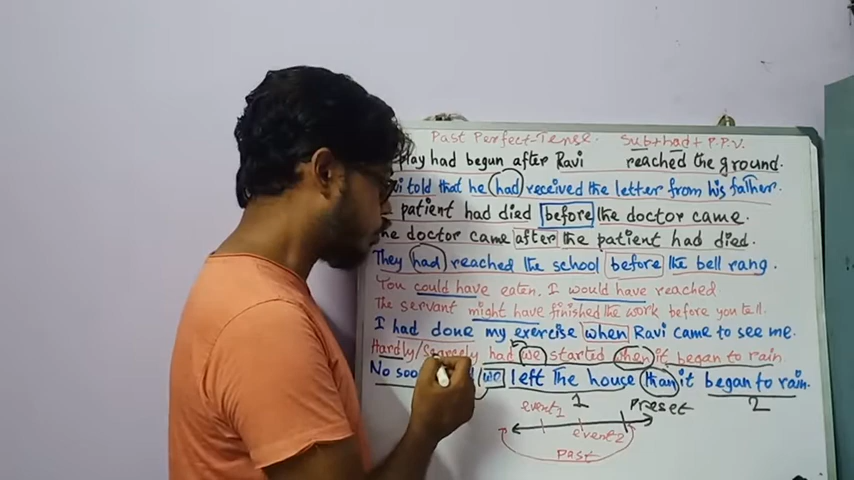 Past Perfect Tense. Sub+had+P.P.V.
play had begun after Ravi reached the ground.
told that he had received the letter from his father.
patient had died before the doctor came.
doctor came after the patient had died.
They had reached the school before the bell rang.
You could have eaten. I would have reached
The servant might have finished the work before you tell.
I had done my exercise when Ravi came to see me.
Hardly/Scarcely had we started when it began to rain.
No we left the house than it began to rain.
1 2
event1 Preset
event2
Past